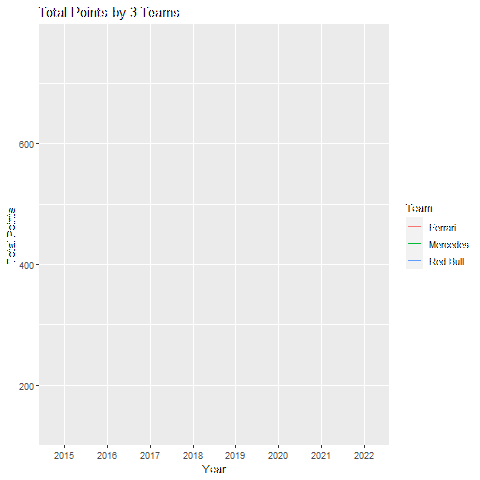 Total Points by 3 Teams
600
400
200
Total Points
2015 2016 2017 2018 2019 2020 2021 2022
Year
Team
Ferrari
Mercedes
Red Bull